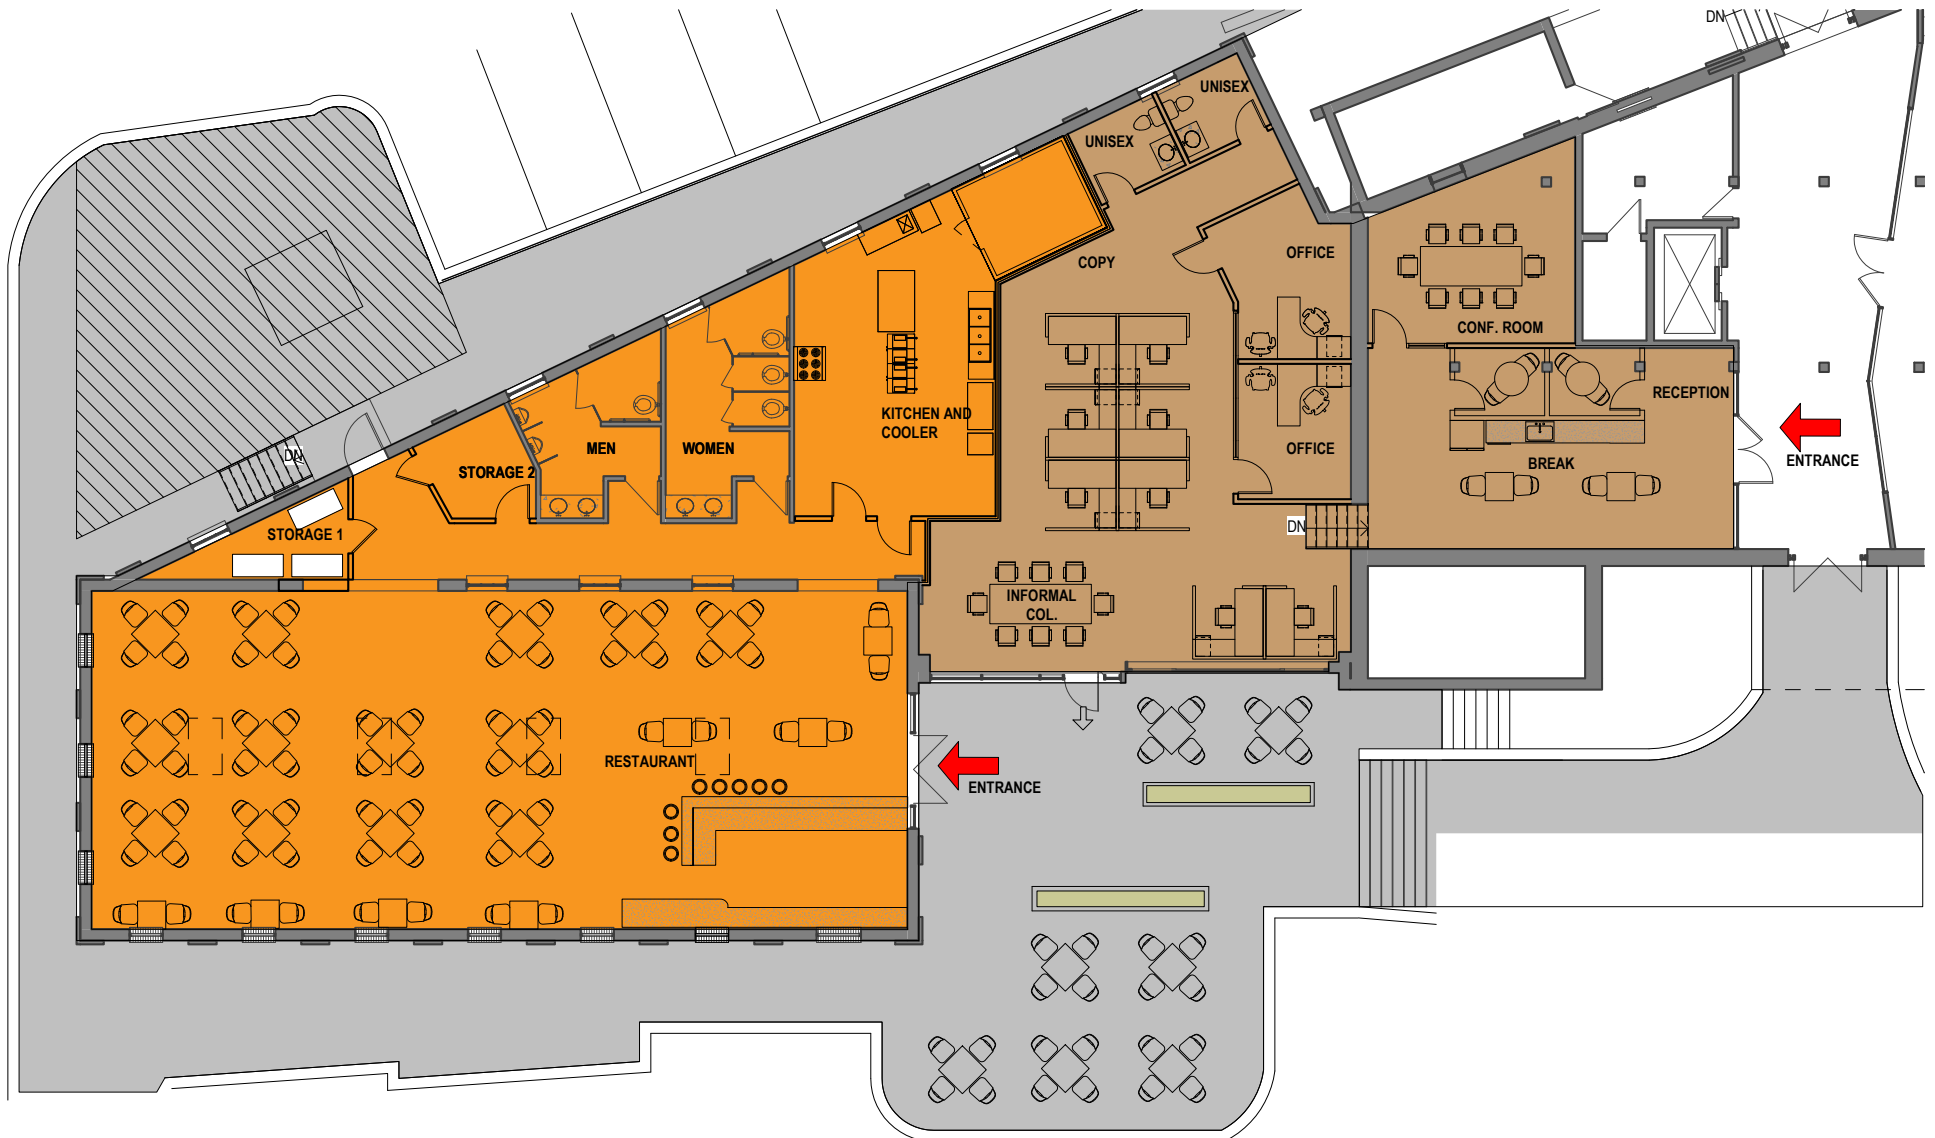 DN
UNISEX
UNISEX
COPY
OFFICE
CONF. ROOM
RECEPTION
KITCHEN AND
COOLER
MEN
WOMEN
OFFICE
BREAK
ENTRANCE
DN
STORAGE 2
STORAGE 1
DN
INFORMAL
COL.
RESTAURANT
ENTRANCE